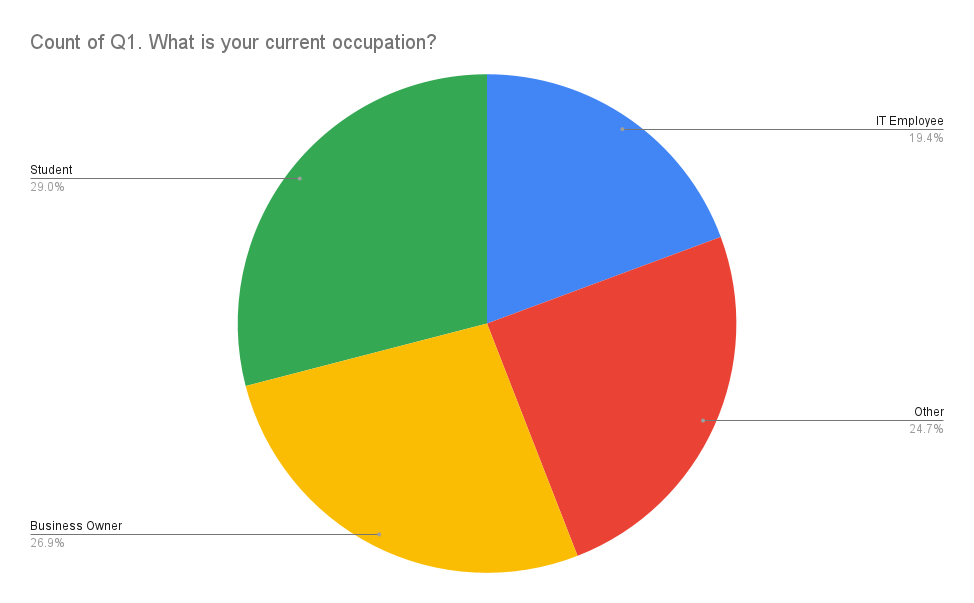 Count of Q1. What is your current occupation?
IT Employee
19.4%
Student
29.0%
Other
24.7%
Business Owner
26.9%